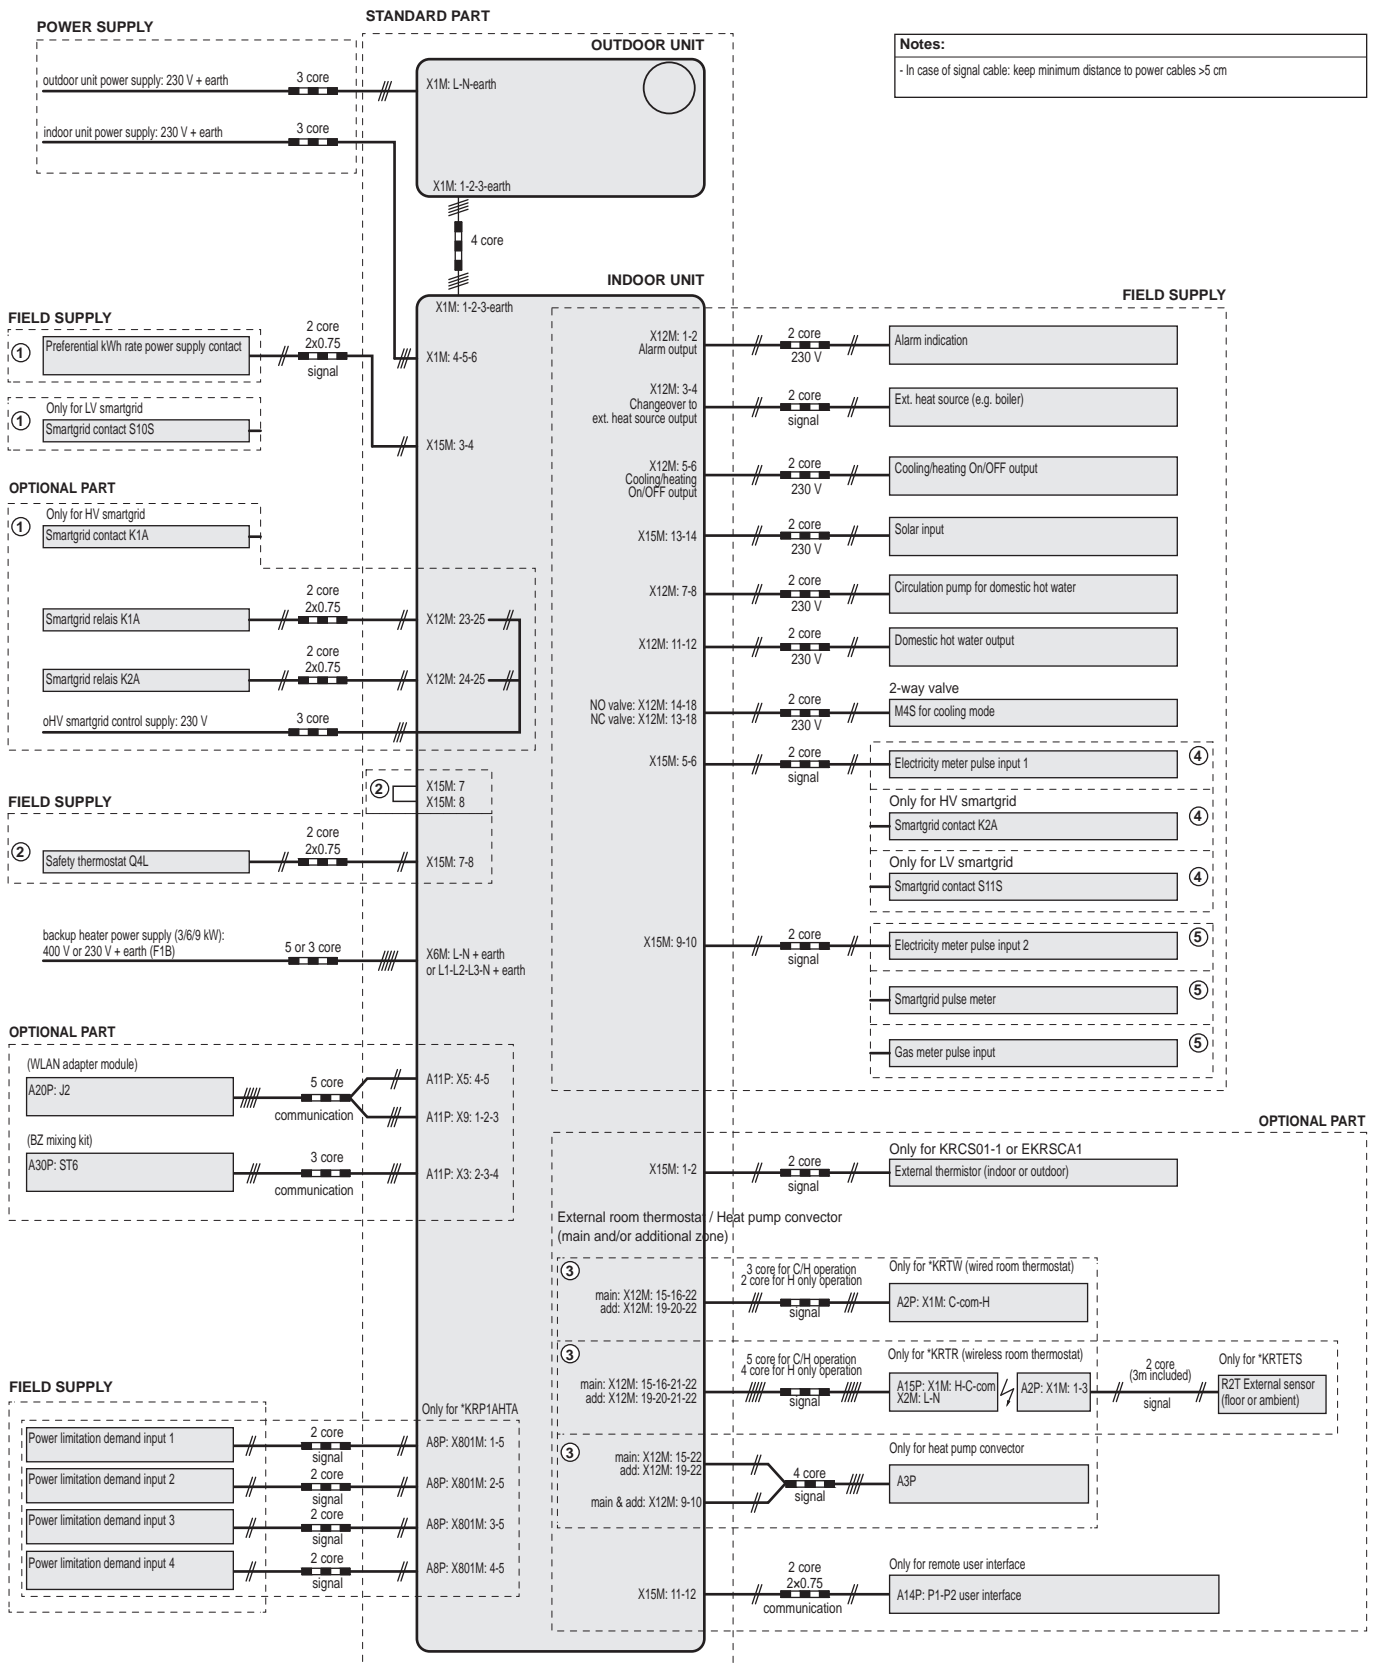 POWER SUPPLY
STANDARD PART
OUTDOOR UNIT
outdoor unit power supply: 230 V + earth
3 core
X1M: L-N-earth
indoor unit power supply: 230 V + earth
3 core
X1M: 1-2-3-earth
4 core
Notes:
- In case of signal cable: keep minimum distance to power cables >5 cm
INDOOR UNIT
X1M: 1-2-3-earth
FIELD SUPPLY
1
Preferential kWh rate power supply contact
2 core
2x0.75
signal
X1M: 4-5-6
1
Only for LV smartgrid
Smartgrid contact S10S
X15M: 3-4
OPTIONAL PART
1
Only for HV smartgrid
Smartgrid contact K1A
Smartgrid relais K1A
2 core
2x0.75
X12M: 23-25
Smartgrid relais K2A
2 core
2x0.75
X12M: 24-25
oHV smartgrid control supply: 230 V
3 core
2
X15M: 7
X15M: 8
FIELD SUPPLY
2
Safety thermostat Q4L
2 core
2x0.75
X15M: 7-8
backup heater power supply (3/6/9 kW):
400 V or 230 V + earth (F1B)
5 or 3 core
X6M: L-N + earth
or L1-L2-L3-N + earth
OPTIONAL PART
(WLAN adapter module)
A20P: J2
5 core
communication
A11P: X5: 4-5
A11P: X9: 1-2-3
(BZ mixing kit)
A30P: ST6
3 core
communication
A11P: X3: 2-3-4
FIELD SUPPLY
Only for *KRP1AHTA
Power limitation demand input 1
2 core
signal
A8P: X801M: 1-5
Power limitation demand input 2
2 core
signal
A8P: X801M: 2-5
Power limitation demand input 3
2 core
signal
A8P: X801M: 3-5
Power limitation demand input 4
2 core
signal
A8P: X801M: 4-5
FIELD SUPPLY
X12M: 1-2
Alarm output
2 core
230 V
Alarm indication
X12M: 3-4
Changeover to
ext. heat source output
2 core
signal
Ext. heat source (e.g. boiler)
X12M: 5-6
Cooling/heating
On/OFF output
2 core
230 V
Cooling/heating On/OFF output
X15M: 13-14
2 core
230 V
Solar input
X12M: 7-8
2 core
230 V
Circulation pump for domestic hot water
X12M: 11-12
2 core
230 V
Domestic hot water output
NO valve: X12M: 14-18
NC valve: X12M: 13-18
2 core
230 V
2-way valve
M4S for cooling mode
X15M: 5-6
2 core
signal
Electricity meter pulse input 1
4
Only for HV smartgrid
Smartgrid contact K2A
4
Only for LV smartgrid
Smartgrid contact S11S
4
X15M: 9-10
2 core
signal
Electricity meter pulse input 2
5
Smartgrid pulse meter
5
Gas meter pulse input
5
OPTIONAL PART
X15M: 1-2
2 core
signal
Only for KRCS01-1 or EKRSCA1
External thermistor (indoor or outdoor)
External room thermostat / Heat pump convector
(main and/or additional zone)
3
main: X12M: 15-16-22
add: X12M: 19-20-22
3 core for C/H operation
2 core for H only operation
signal
Only for *KRTW (wired room thermostat)
A2P: X1M: C-com-H
3
main: X12M: 15-16-21-22
add: X12M: 19-20-21-22
5 core for C/H operation
4 core for H only operation
signal
Only for *KRTR (wireless room thermostat)
A15P: X1M: H-C-com
X2M: L-N
A2P: X1M: 1-3
2 core
(3m included)
signal
Only for *KRTETS
R2T External sensor
(floor or ambient)
3
main: X12M: 15-22
add: X12M: 19-22
main & add: X12M: 9-10
4 core
signal
Only for heat pump convector
A3P
X15M: 11-12
2 core
2×0.75
communication
Only for remote user interface
A14P: P1-P2 user interface